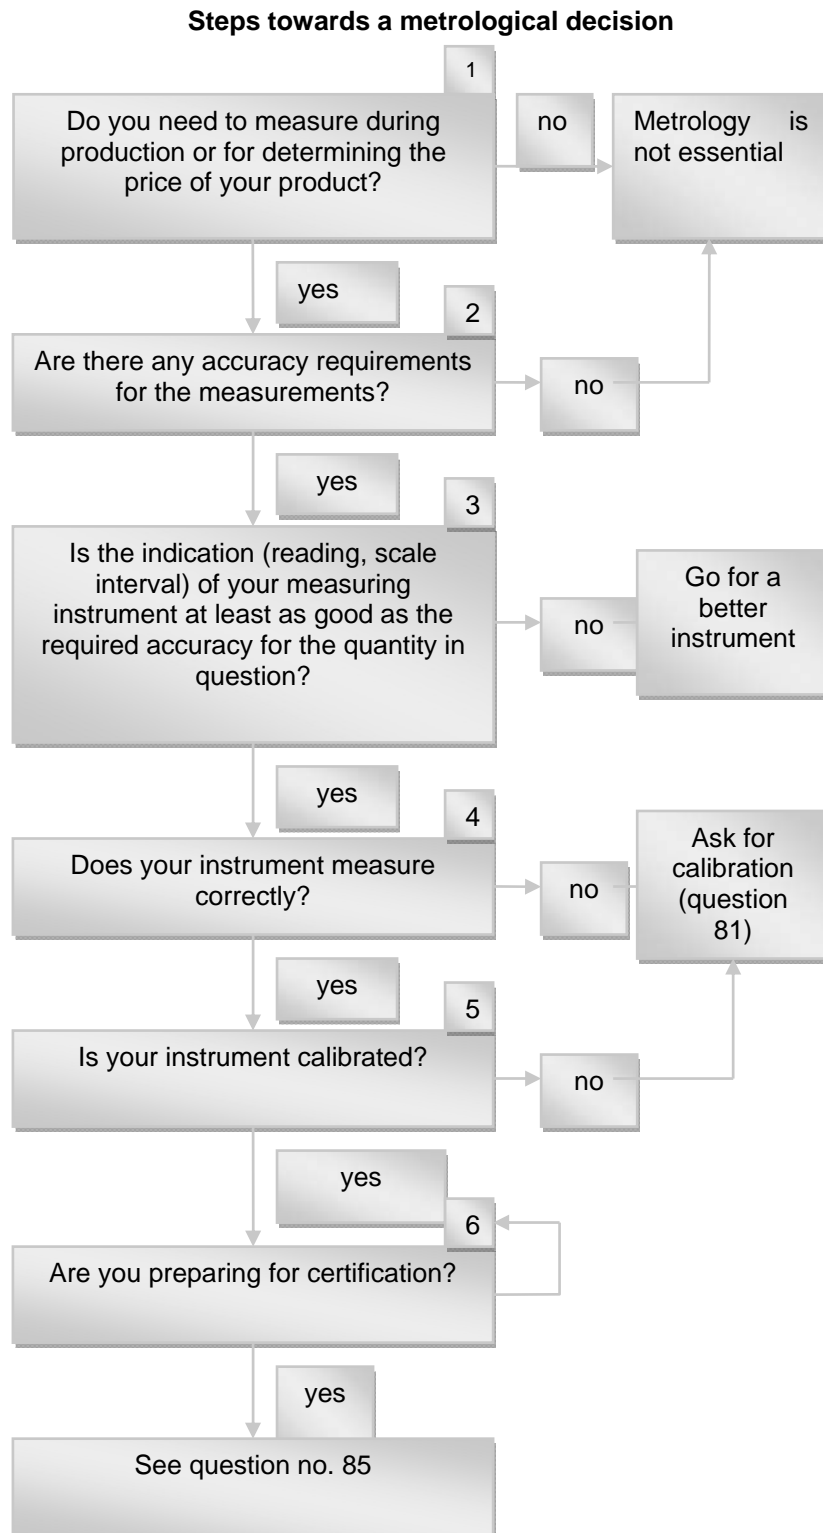 Steps towards a metrological decision
1
Do you need to measure during
production or for determining the
price of your product?
no
Metrology is
not essential
yes
2
Are there any accuracy requirements
for the measurements?
no
yes
3
Is the indication (reading, scale
interval) of your measuring
instrument at least as good as the
required accuracy for the quantity in
question?
no
Go for a
better
instrument
yes
4
Does your instrument measure
correctly?
no
Ask for
calibration
(question
81)
yes
5
Is your instrument calibrated?
no
yes
6
Are you preparing for certification?
yes
See question no. 85